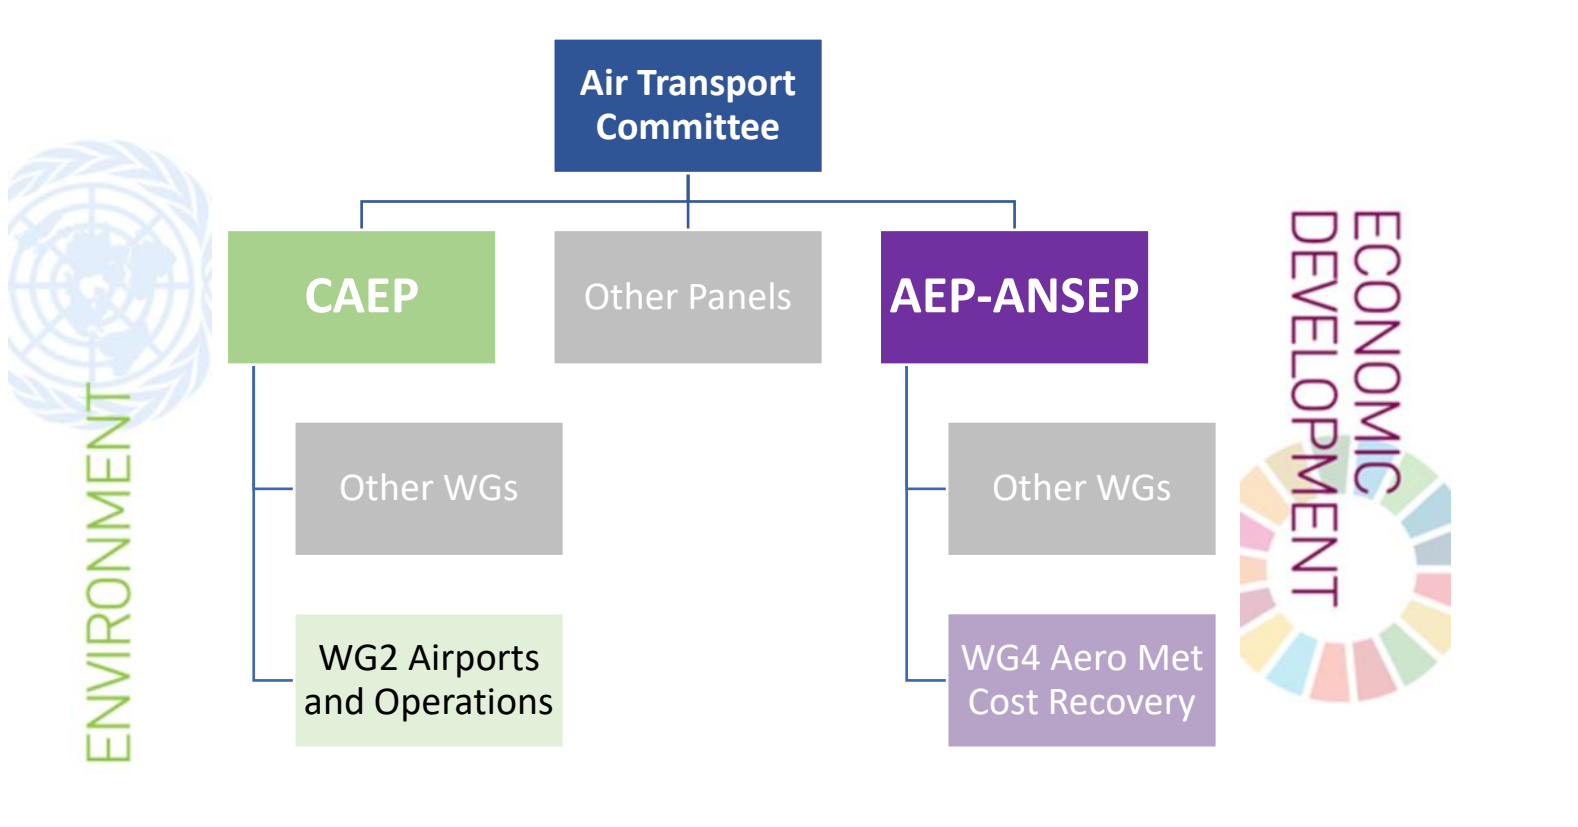 Air Transport
Committee
CAEP
Other Panels
AEP-ANSEP
Other WGs
Other WGs
WG2 Airports
and Operations
WG4 Aero Met
Cost Recovery
ENVIRONMENT
ECONOMIC
DEVELOPMENT